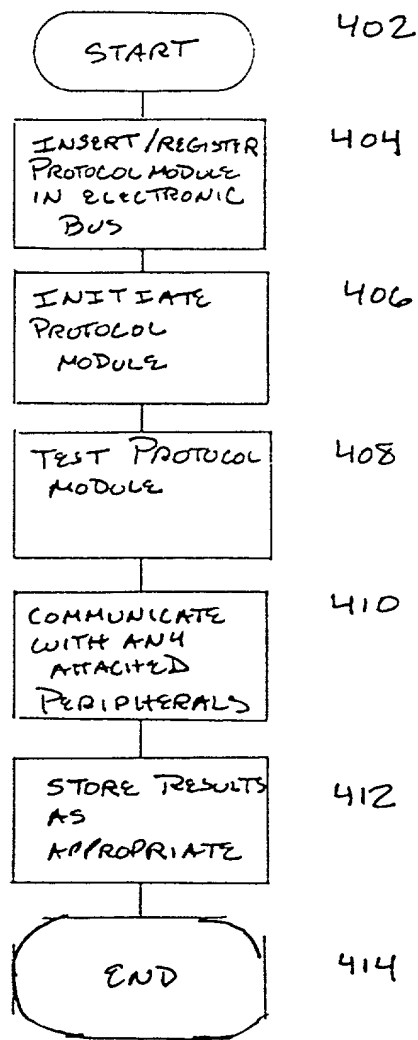 START
402
INSERT/REGISTER
404
PROTOCOL MODULE
IN ELECTRONIC
BUS
INITIATE
406
PROTOCOL
MODULE
TEST PROTOCOL
408
MODULE
COMMUNICATE
410
WITH ANY
ATTACHED
PERIPHERALS
STORE RESULTS
412
AS
APPROPRIATE
END
414